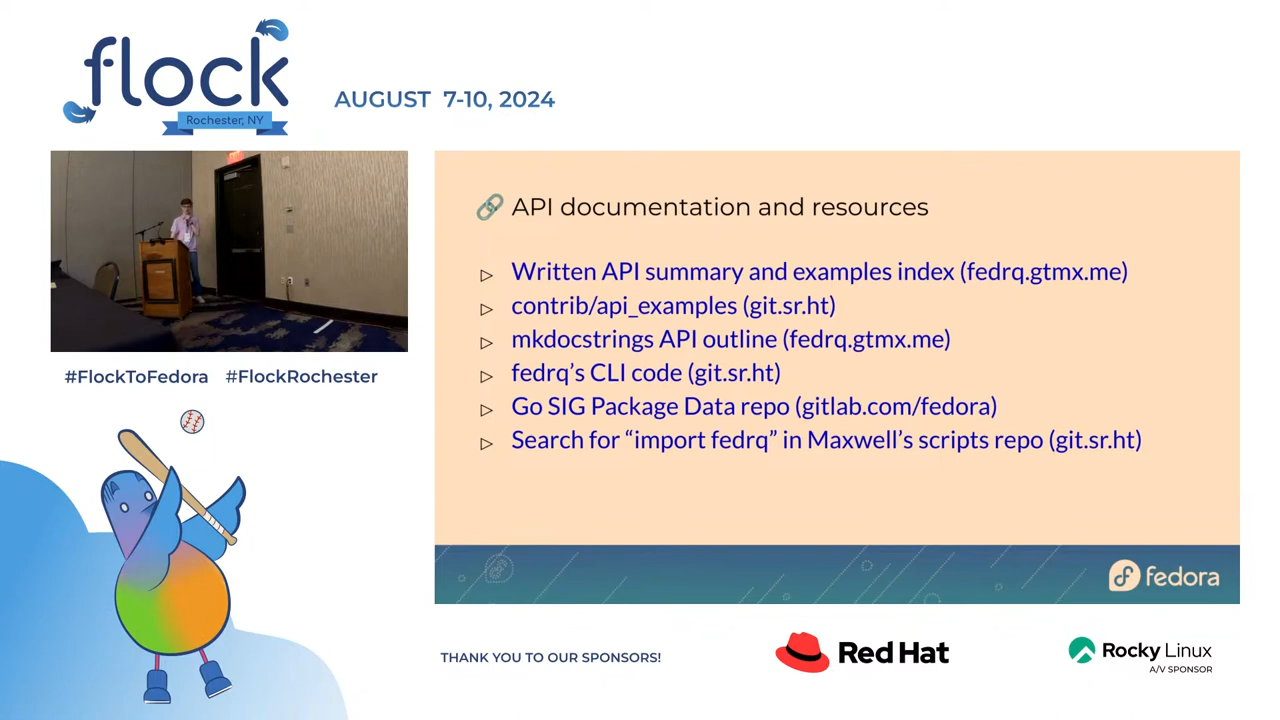 flock
Rochester, NY
AUGUST 7-10, 2024
#FlockToFedora #FlockRochester
🔗 API documentation and resources
▷ Written API summary and examples index (fedrq.gtmx.me)
▷ contrib/api_examples (git.sr.ht)
▷ mkdocstrings API outline (fedrq.gtmx.me)
▷ fedrq’s CLI code (git.sr.ht)
▷ Go SIG Package Data repo (gitlab.com/fedora)
▷ Search for “import fedrq” in Maxwell’s scripts repo (git.sr.ht)
fedora
THANK YOU TO OUR SPONSORS!
Red Hat
Rocky Linux
A/V SPONSOR